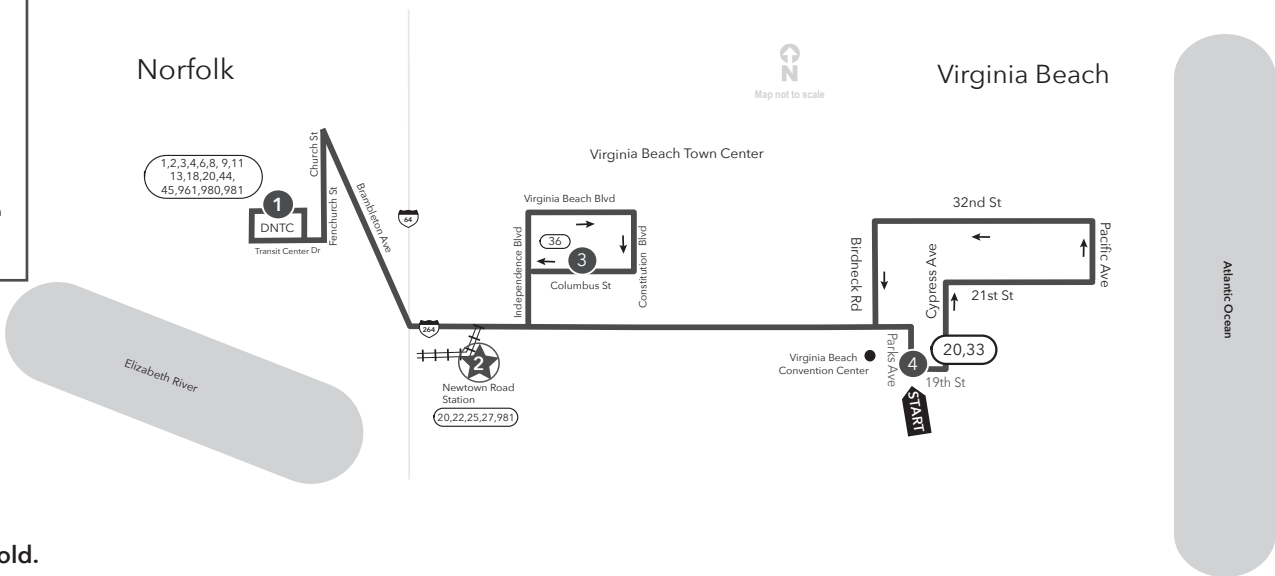 Norfolk
Virginia Beach
N
Map not to scale
Virginia Beach Town Center
1,2,3,4,6,8, 9,11
13,18,20,44,
45,961,980,981
1
DNTC
Transit Center Dr
Church St
Fenchurch St
Brambleton Ave
64
Virginia Beach Blvd
Independence Blvd
36
3
Constitution Blvd
Columbus St
32nd St
Birdneck Rd
Cypress Ave
Pacific Ave
21st St
Atlantic Ocean
264
2
Newtown Road
Station
20,22,25,27,981
Virginia Beach
Convention Center
Parks Ave
4
20,33
19th St
START
Elizabeth River
old.